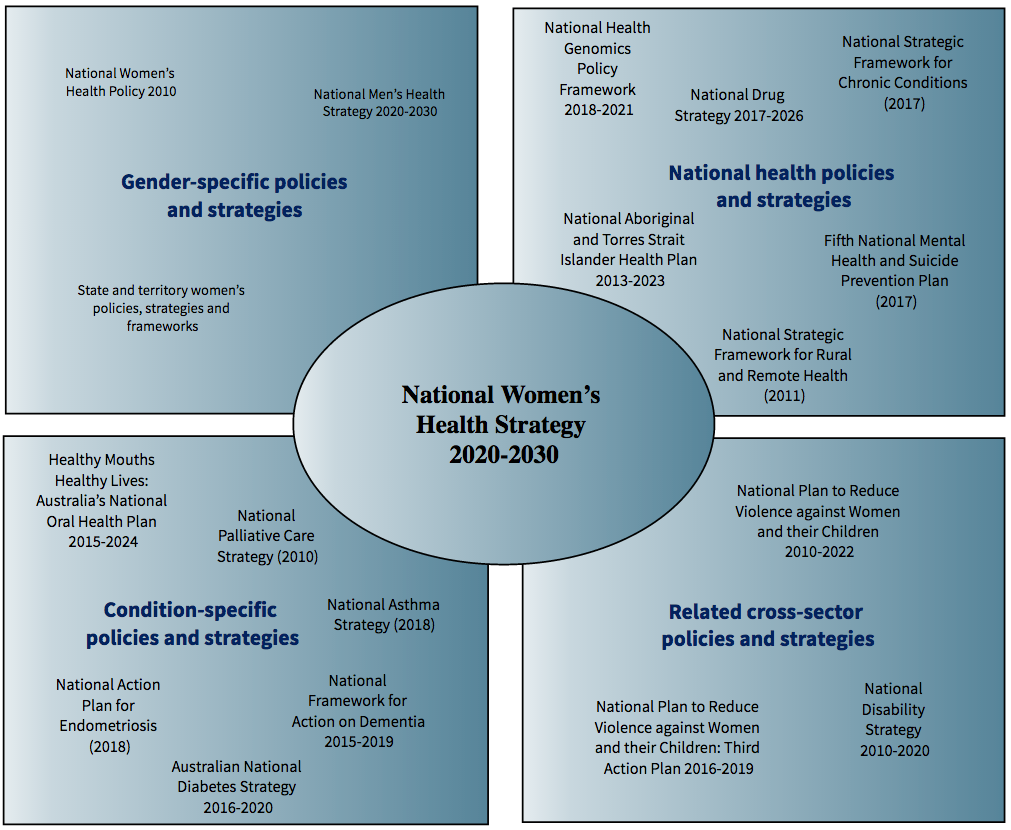 National Women's
Health Policy 2010
National Men's Health
Strategy 2020-2030
Gender-specific policies
and strategies
State and territory women's
policies, strategies and
frameworks
National Health
Genomics
Policy
Framework
2018-2021
National Drug
Strategy 2017-2026
National Strategic
Framework for
Chronic Conditions
(2017)
National health policies
and strategies
National Aboriginal
and Torres Strait
Islander Health Plan
2013-2023
Fifth National Mental
Health and Suicide
Prevention Plan
(2017)
National Strategic
Framework for Rural
and Remote Health
(2011)
National Women's
Health Strategy
2020-2030
Healthy Mouths
Healthy Lives:
Australia's National
Oral Health Plan
2015-2024
National
Palliative Care
Strategy (2010)
Condition-specific
policies and strategies
National Asthma
Strategy (2018)
National Action
Plan for
Endometriosis
(2018)
National
Framework for
Action on Dementia
2015-2019
Australian National
Diabetes Strategy
2016-2020
National Plan to Reduce
Violence against Women
and their Children
2010-2022
Related cross-sector
policies and strategies
National Plan to Reduce
Violence against Women
and their Children: Third
Action Plan 2016-2019
National
Disability
Strategy
2010-2020